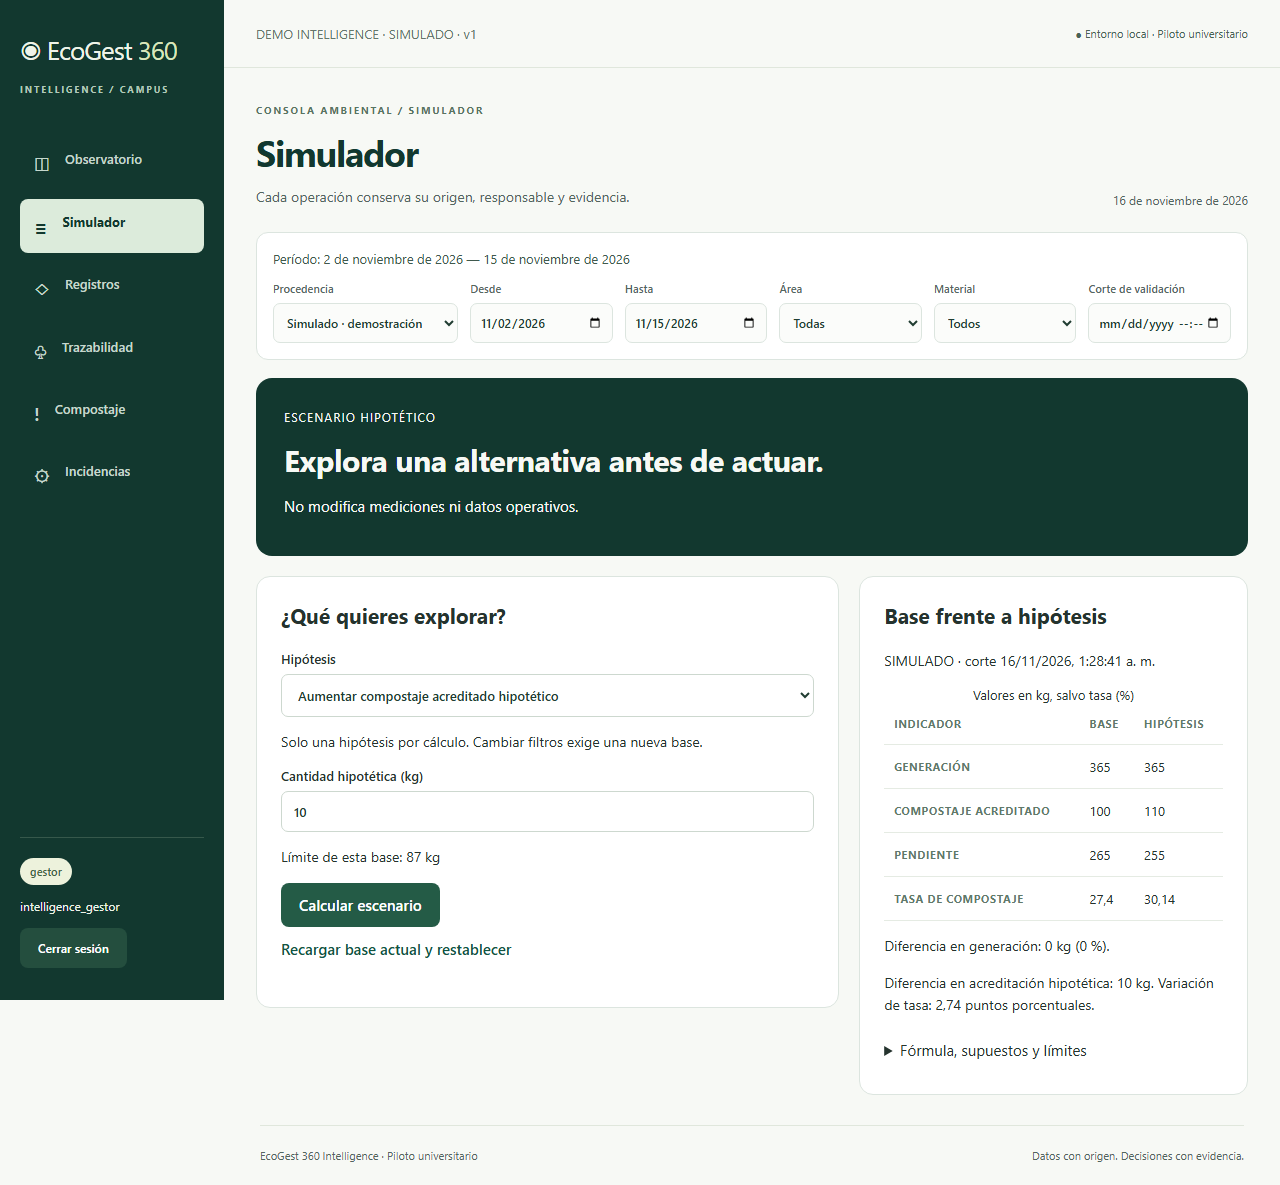 EcoGest 360
INTELLIGENCE / CAMPUS
Observatorio
Simulador
Registros
Trazabilidad
Compostaje
Incidencias
gestor
intelligence_gestor
Cerrar sesión
DEMO INTELLIGENCE · SIMULADO · v1
● Entorno local · Piloto universitario
CONSOLA AMBIENTAL / SIMULADOR
Simulador
Cada operación conserva su origen, responsable y evidencia.
16 de noviembre de 2026
Período: 2 de noviembre de 2026 — 15 de noviembre de 2026
Procedencia Desde Hasta Área Material Corte de validación
Simulado · demostración 11/02/2026 11/15/2026 Todas Todos mm/dd/yyyy --:--
ESCENARIO HIPOTÉTICO
Explora una alternativa antes de actuar.
No modifica mediciones ni datos operativos.
¿Qué quieres explorar?
Hipótesis
Aumentar compostaje acreditado hipotético
Solo una hipótesis por cálculo. Cambiar filtros exige una nueva base.
Cantidad hipotética (kg)
10
Límite de esta base: 87 kg
Calcular escenario
Recargar base actual y restablecer
Base frente a hipótesis
SIMULADO · corte 16/11/2026, 1:28:41 a. m.
Valores en kg, salvo tasa (%)
INDICADOR BASE HIPÓTESIS
GENERACIÓN 365 365
COMPOSTAJE ACREDITADO 100 110
PENDIENTE 265 255
TASA DE COMPOSTAJE 27,4 30,14
Diferencia en generación: 0 kg (0 %).
Diferencia en acreditación hipotética: 10 kg. Variación
de tasa: 2,74 puntos porcentuales.
Fórmula, supuestos y límites
EcoGest 360 Intelligence · Piloto universitario
Datos con origen. Decisiones con evidencia.